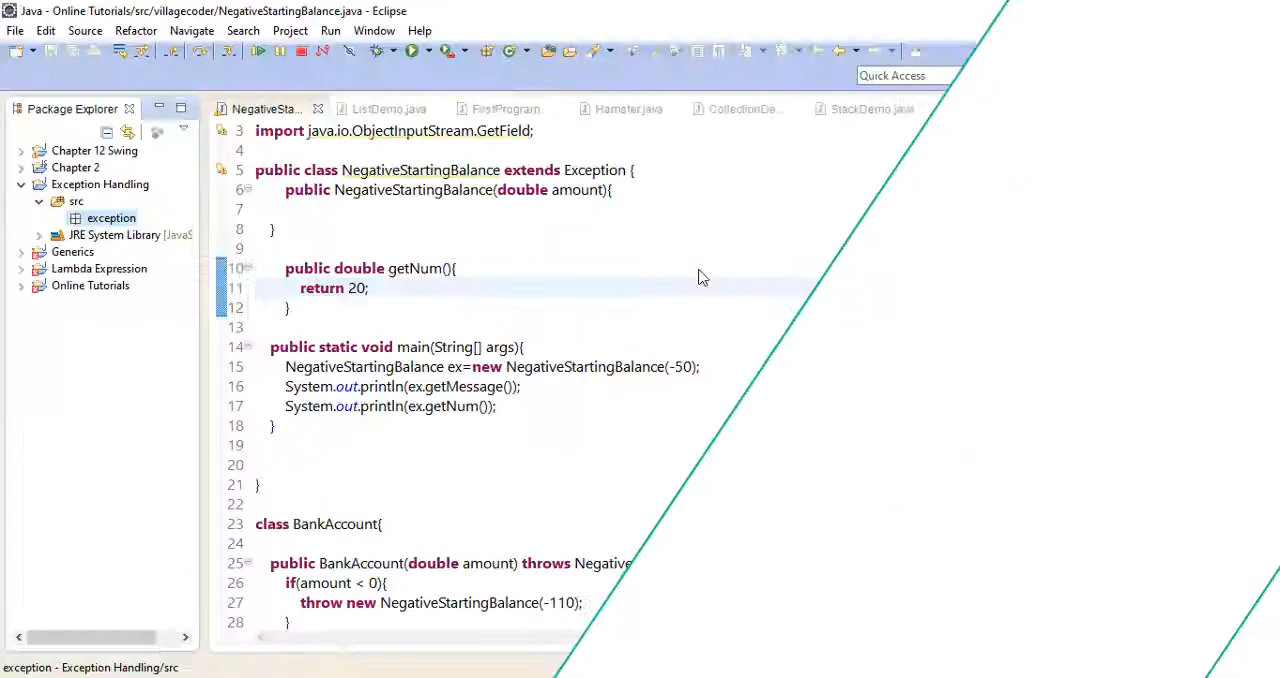 Java - Online Tutorials/src/villagecoder/NegativeStartingBalance.java - Eclipse
File Edit Source Refactor Navigate Search Project Run Window Help
Quick Access
Package Explorer
NegativeSta... ListDemo.java FirstProgram. Hamster.java CollectionDe... StackDemo.java
Chapter 12 Swing
Chapter 2
Exception Handling
src
exception
JRE System Library [JavaS
Generics
Lambda Expression
Online Tutorials
3 import java.io.ObjectInputStream.GetField;
4
5 public class NegativeStartingBalance extends Exception {
6 public NegativeStartingBalance(double amount){
7
8 }
9
10 public double getNum(){
11 return 20;
12 }
13
14 public static void main(String[] args){
15 NegativeStartingBalance ex=new NegativeStartingBalance(-50);
16 System.out.println(ex.getMessage());
17 System.out.println(ex.getNum());
18 }
19
20
21 }
22
23 class BankAccount{
24
25 public BankAccount(double amount) throws Negative
26 if(amount < 0){
27 throw new NegativeStartingBalance(-110);
28 }
exception - Exception Handling/src